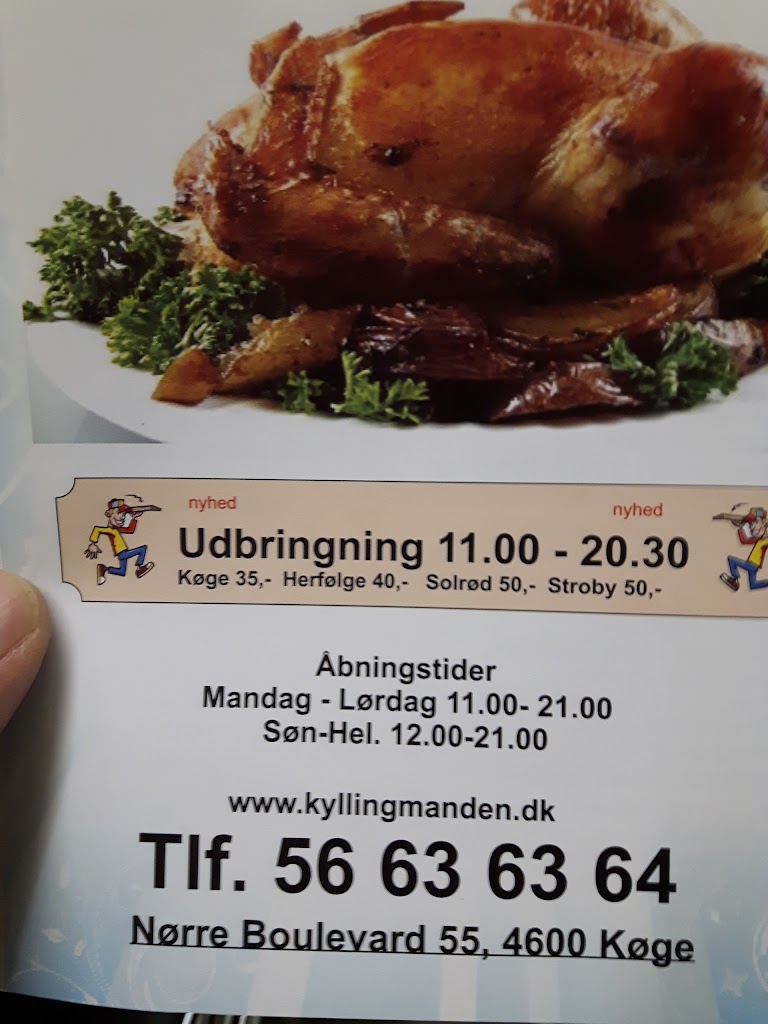 nyhed nyhed
Udbringning 11.00 - 20.30
Køge 35,- Herfølge 40,- Solrød 50,- Stroby 50,-
Åbningstider
Mandag - Lørdag 11.00- 21.00
Søn-Hel. 12.00-21.00
www.kyllingmanden.dk
Tlf. 56 63 63 64
Nørre Boulevard 55, 4600 Køge